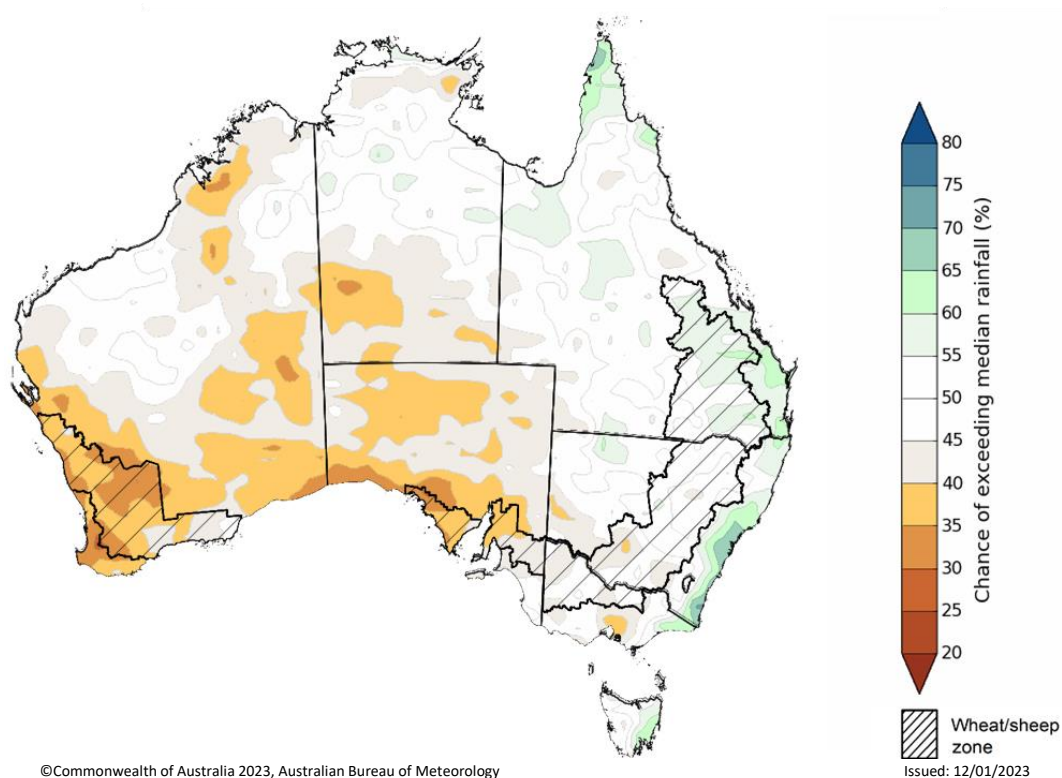 80
75
70
65
60
55
50
45
40
35
30
25
20
Chance of exceeding median rainfall (%)
Wheat/sheep
zone
©Commonwealth of Australia 2023, Australian Bureau of Meteorology
Issued: 12/01/2023